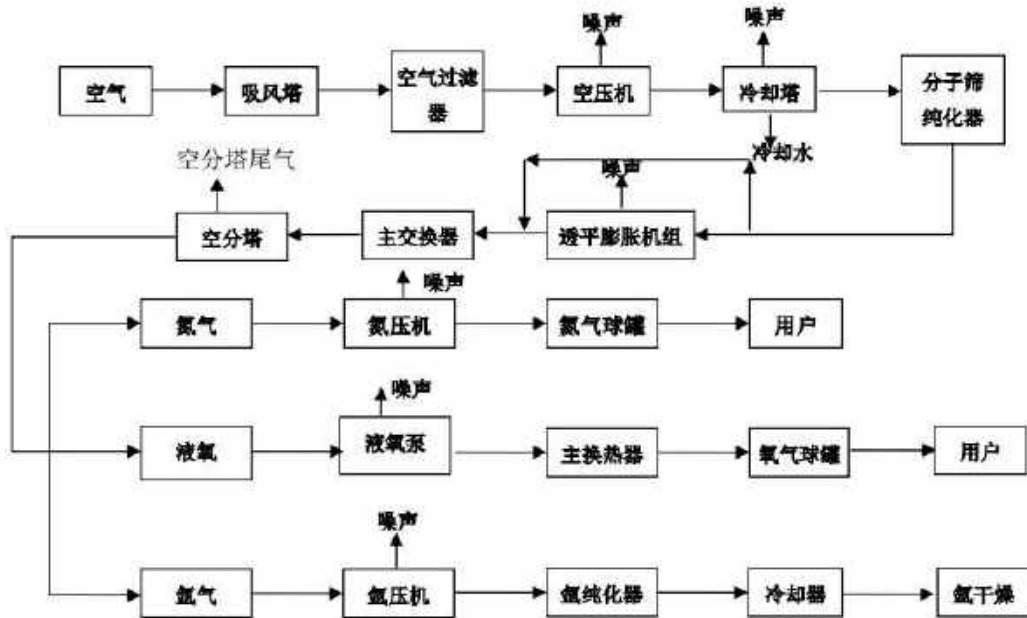 噪声
噪声
空气
吸风塔
空气过滤
器
空压机
冷却塔
分子筛
纯化器
空分塔尾气
冷却水
噪声
空分塔
主交换器
透平膨胀机组
噪声
氮气
氮压机
氮气球罐
用户
噪声
液氧
液氧泵
主换热器
氧气球罐
用户
噪声
氩气
氩压机
氩纯化器
冷却器
氩干燥